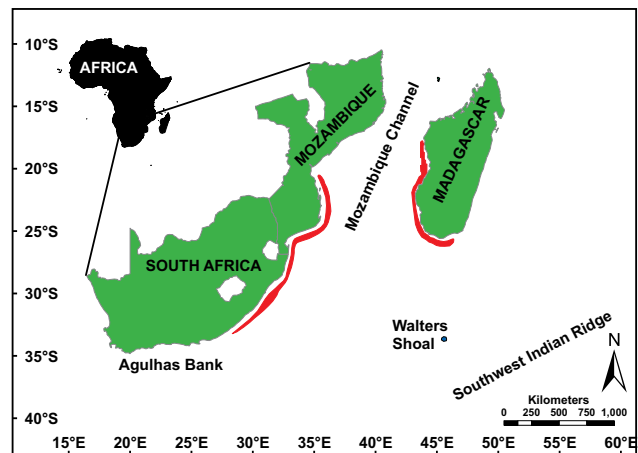 10°S
15°S
20°S
25°S
30°S
35°S
40°S
AFRICA
MOZAMBIQUE
Mozambique Channel
MADAGASCAR
SOUTH AFRICA
Walters
Shoal
Agulhas Bank
Southwest Indian Ridge
N
Kilometers
0 250 500 750 1,000
15°E 20°E 25°E 30°E 35°E 40°E 45°E 50°E 55°E 60°E